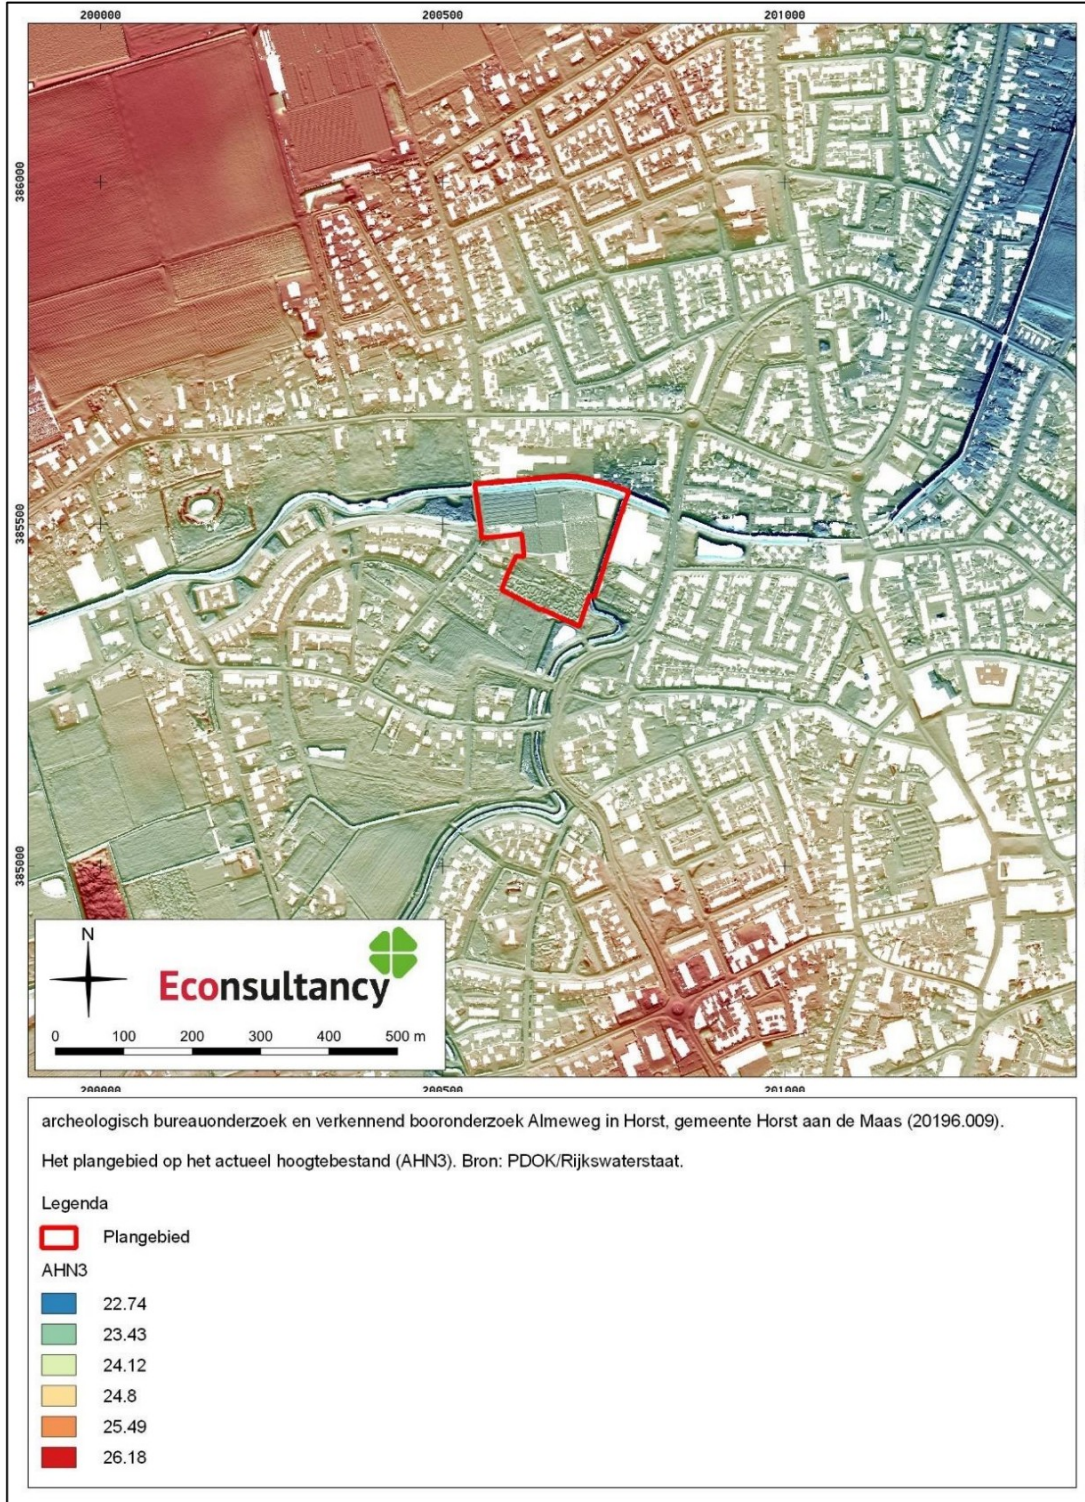 200000 200500 201000
386000
385500
385000
N
Econsultancy
0 100 200 300 400 500 m
200000 200500 201000
archeologisch bureauonderzoek en verkennend booronderzoek Almeweg in Horst, gemeente Horst aan de Maas (20196.009).
Het plangebied op het actueel hoogtebestand (AHN3). Bron: PDOK/Rijkswaterstaat.
Legenda
Plangebied
AHN3
22.74
23.43
24.12
24.8
25.49
26.18